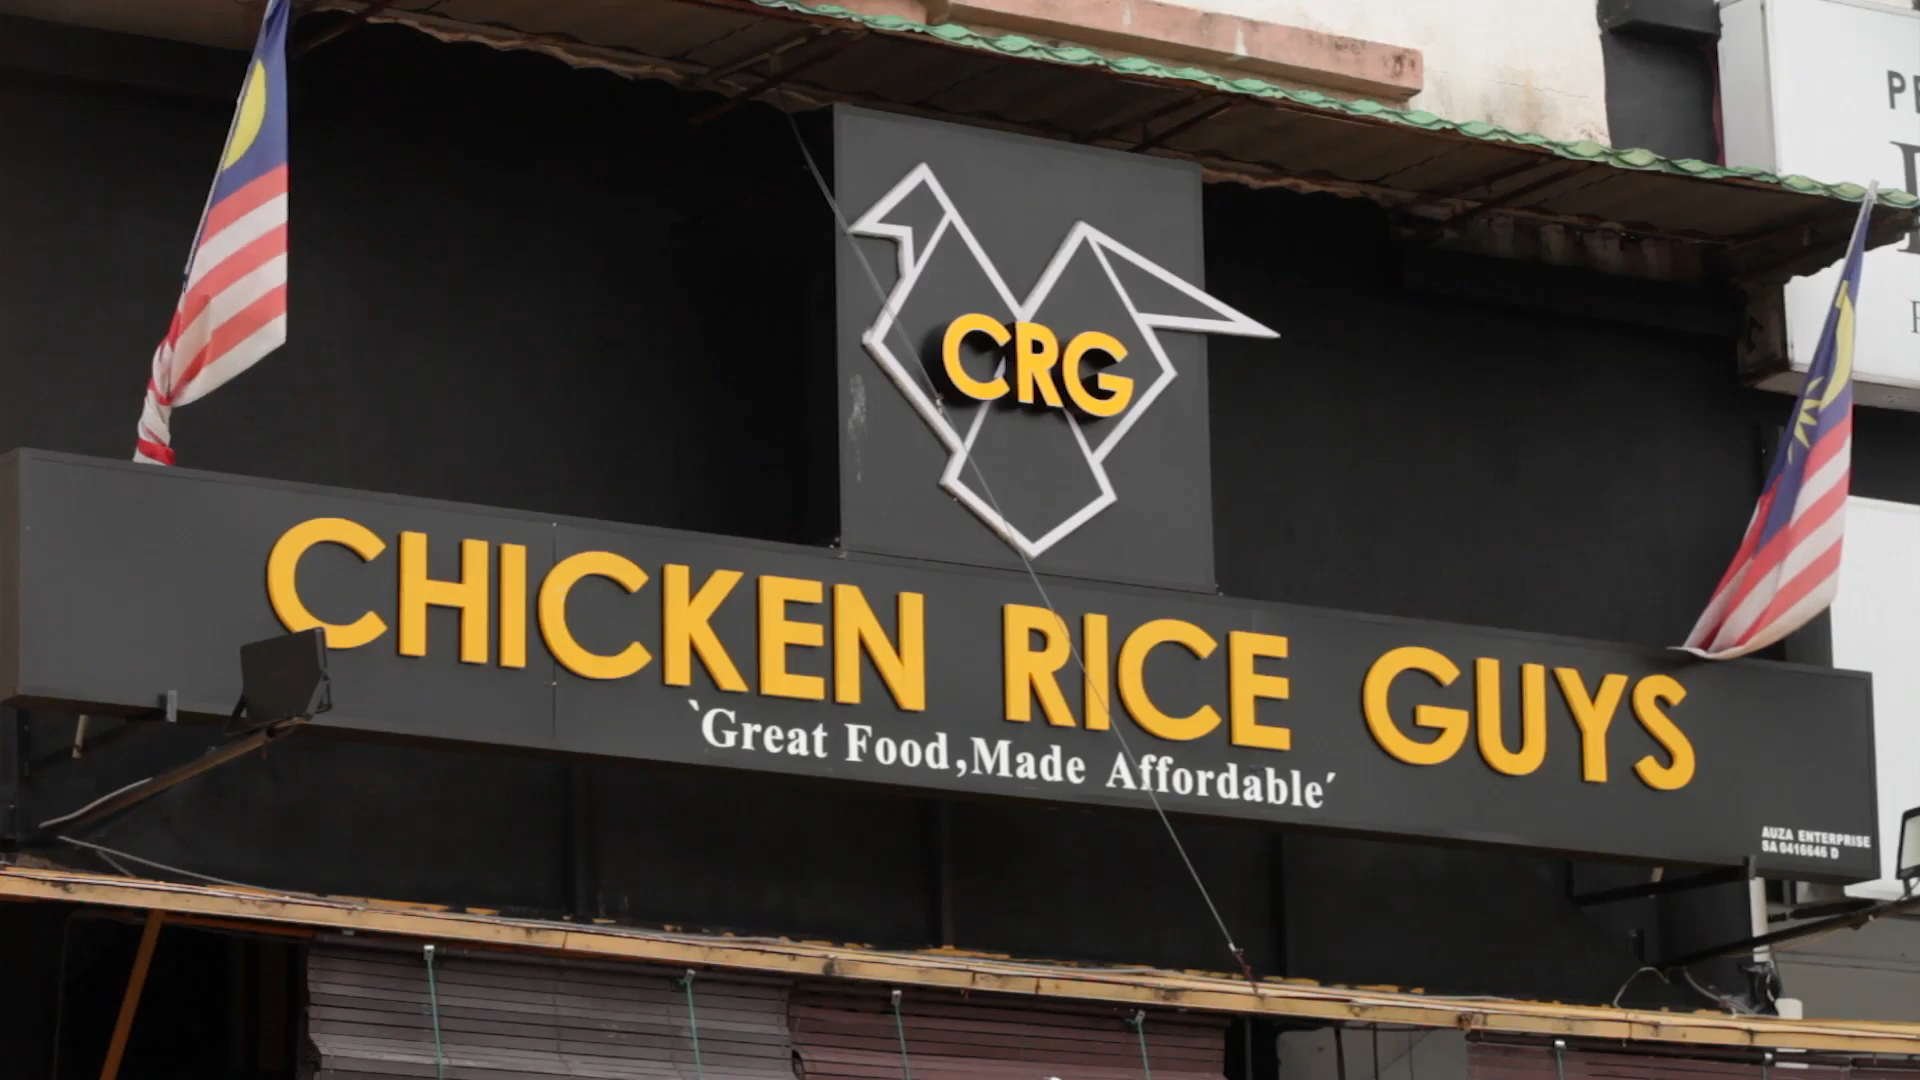 CRG
CHICKEN RICE GUYS
`Great Food,Made Affordable´
AUZA ENTERPRISE
SA 0416646 D